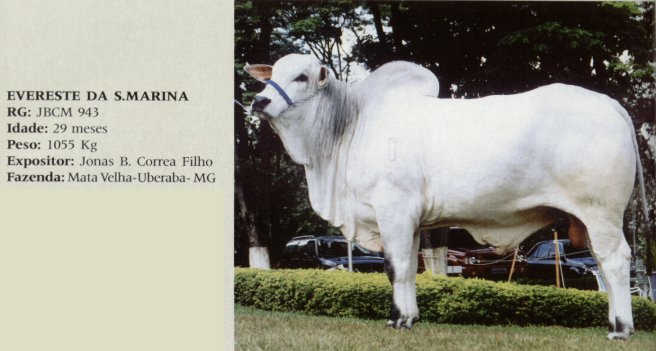 EVERESTE DA S.MARINA
RG: JBCM 943
Idade: 29 meses
Peso: 1055 Kg
Expositor: Jonas B. Correa Filho
Fazenda: Mata Velha-Uberaba- MG